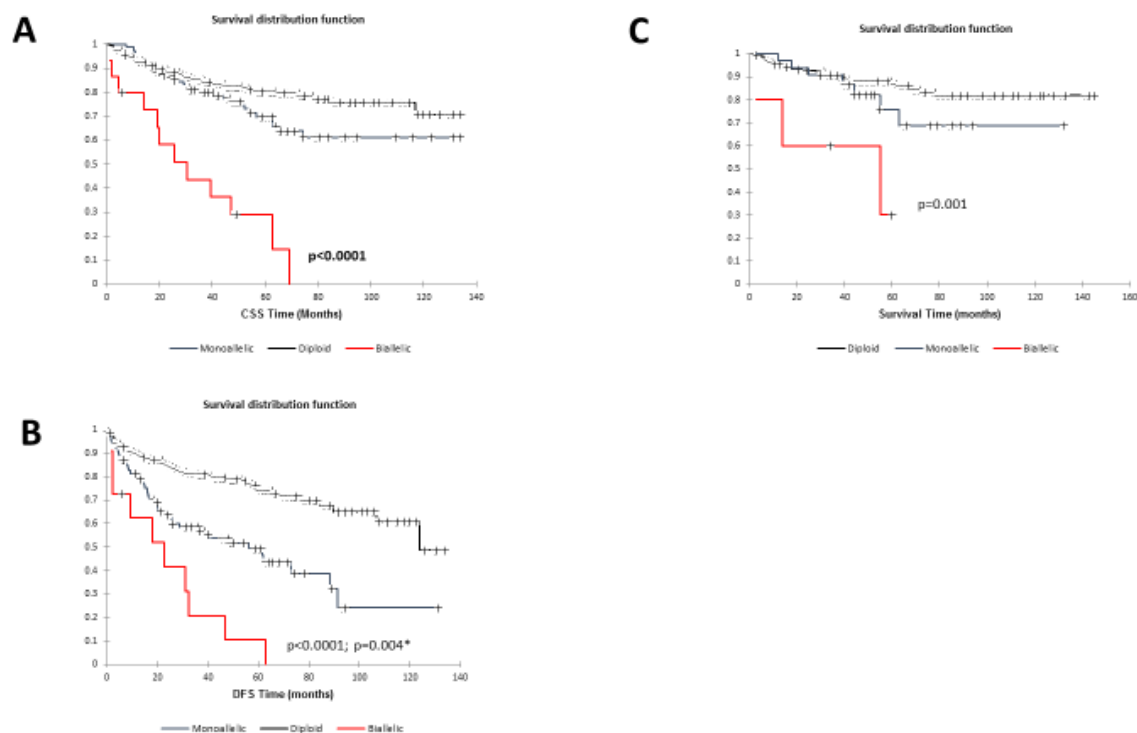 A
Survival distribution function
1
0.9
0.8
0.7
0.6
0.5
0.4
0.3
0.2
0.1
0
p<0.0001
0 20 40 60 80 100 120 140
CSS Time (Months)
Monoallelic Diploid Biallelic
C
Survival distribution function
1
0.9
0.8
0.7
0.6
0.5
0.4
0.3
0.2
0.1
0
p=0.001
0 20 40 60 80 100 120 140 160
Survival Time (months)
Diploid Monoallelic Biallelic
B
Survival distribution function
1
0.9
0.8
0.7
0.6
0.5
0.4
0.3
0.2
0.1
0
p<0.0001; p=0.004*
0 20 40 60 80 100 120 140
DFS Time (months)
Monoallelic Diploid Biallelic